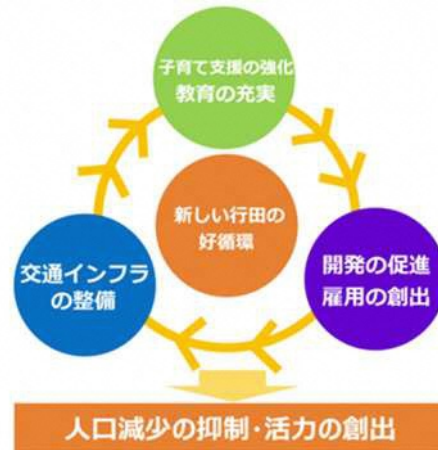 子育て支援の強化
教育の充実
新しい行田の
好循環
交通インフラ
の整備
開発の促進
雇用の創出
人口減少の抑制･活力の創出